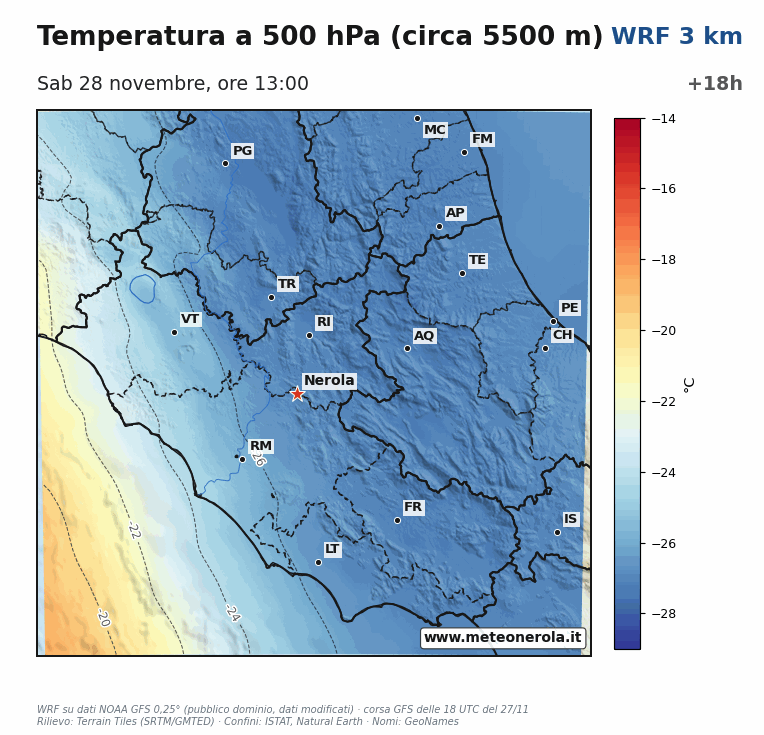 Temperatura a 500 hPa (circa 5500 m) WRF 3 km
Sab 28 novembre, ore 13:00 +18h
MC
FM
PG
AP
TE
TR
PE
VT
RI
AQ
CH
Nerola
RM
26
FR
IS
-22
LT
-20
-24
www.meteonerola.it
−14
−16
−18
−20
−22
−24
−26
−28
°C
WRF su dati NOAA GFS 0,25° (pubblico dominio, dati modificati) · corsa GFS delle 18 UTC del 27/11
Rilievo: Terrain Tiles (SRTM/GMTED) · Confini: ISTAT, Natural Earth · Nomi: GeoNames